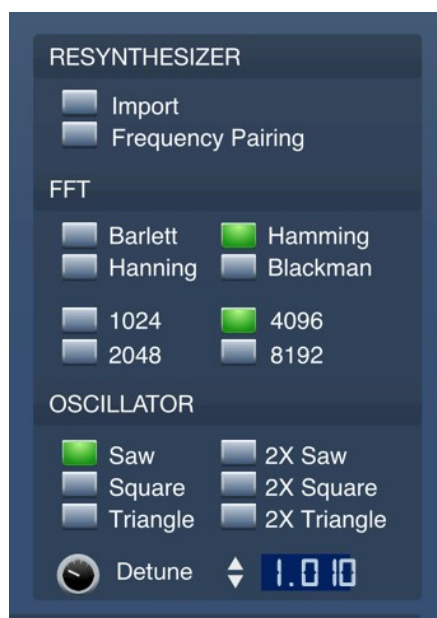 RESYNTHESIZER
Import
Frequency Pairing
FFT
Barlett Hamming
Hanning Blackman
1024 4096
2048 8192
OSCILLATOR
Saw 2X Saw
Square 2X Square
Triangle 2X Triangle
Detune 1.010